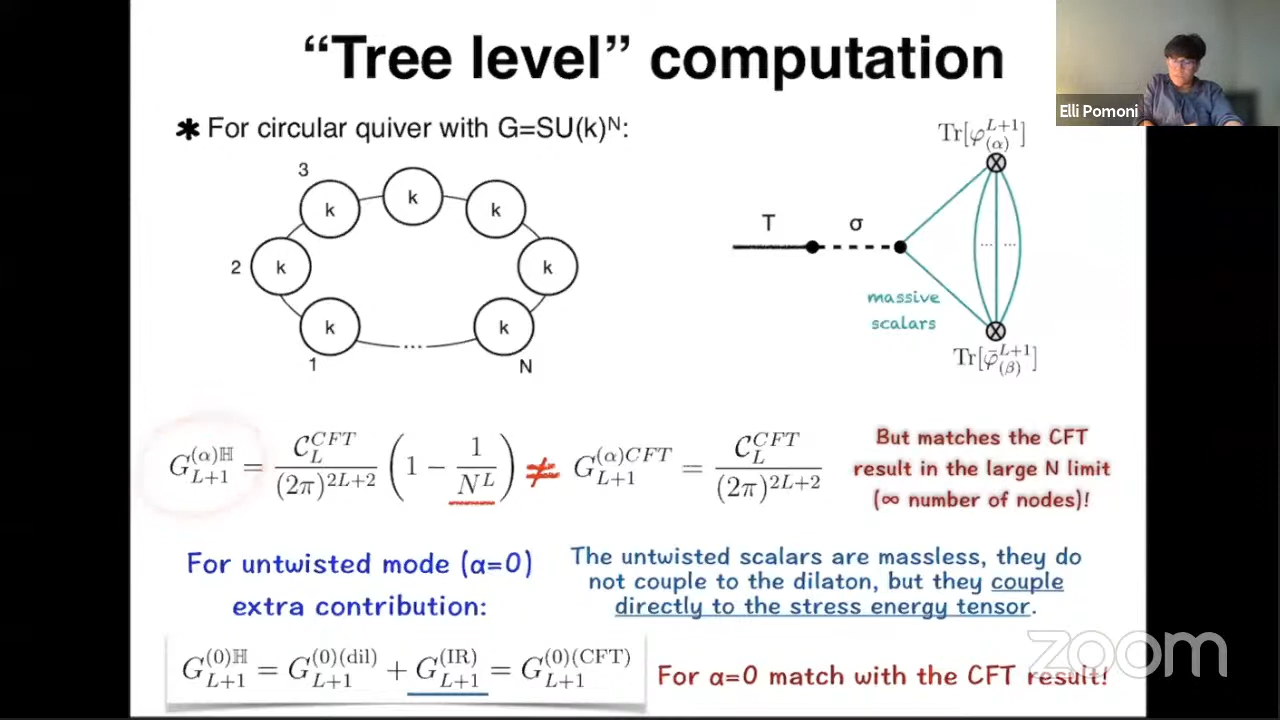 “Tree level” computation
Elli Pomoni
✱ For circular quiver with G=SU(k)ᴺ:
Tr[φ_{(α)}^{L+1}]
3
k
k
k
T
σ
2
k
k
massive
scalars
k
k
...
1
N
Tr[φ̄_{(β)}^{L+1}]
G_{L+1}^{(α)ℍ} = \frac{𝒞_L^{CFT}}{(2π)^{2L+2}} (1 − \frac{1}{N^L}) ≠ G_{L+1}^{(α)CFT} = \frac{𝒞_L^{CFT}}{(2π)^{2L+2}}
But matches the CFT
result in the large N limit
(∞ number of nodes)!
For untwisted mode (α=0)
extra contribution:
The untwisted scalars are massless, they do
not couple to the dilaton, but they couple
directly to the stress energy tensor.
G_{L+1}^{(0)ℍ} = G_{L+1}^{(0)(dil)} + G_{L+1}^{(IR)} = G_{L+1}^{(0)(CFT)}
For α=0 match with the CFT result!
zoom